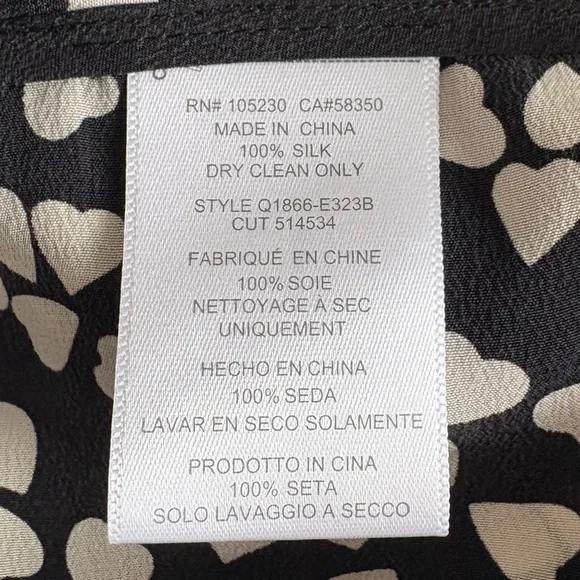 RN# 105230 CA#58350
MADE IN CHINA
100% SILK
DRY CLEAN ONLY
STYLE Q1866-E323B
CUT 514534
FABRIQUÉ EN CHINE
100% SOIE
NETTOYAGE À SEC
UNIQUEMENT
HECHO EN CHINA
100% SEDA
LAVAR EN SECO SOLAMENTE
PRODOTTO IN CINA
100% SETA
SOLO LAVAGGIO A SECCO